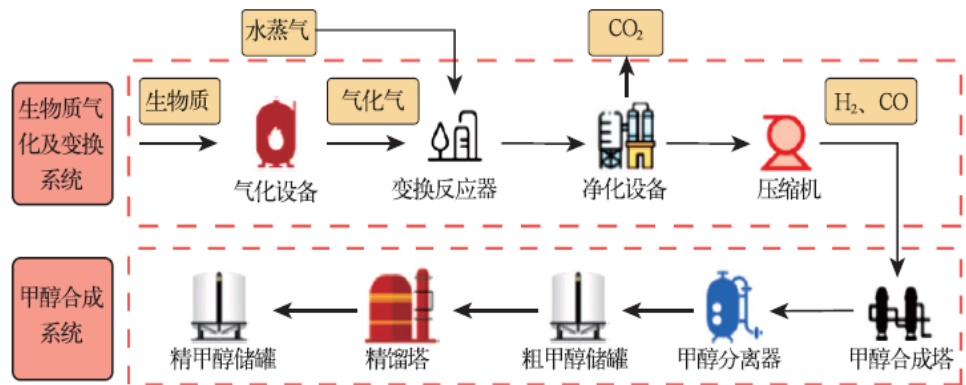 水蒸气
CO₂
生物质气
化及变换
系统
生物质
气化气
H₂、CO
气化设备
变换反应器
净化设备
压缩机
甲醇合成
系统
精甲醇储罐
精馏塔
粗甲醇储罐
甲醇分离器
甲醇合成塔